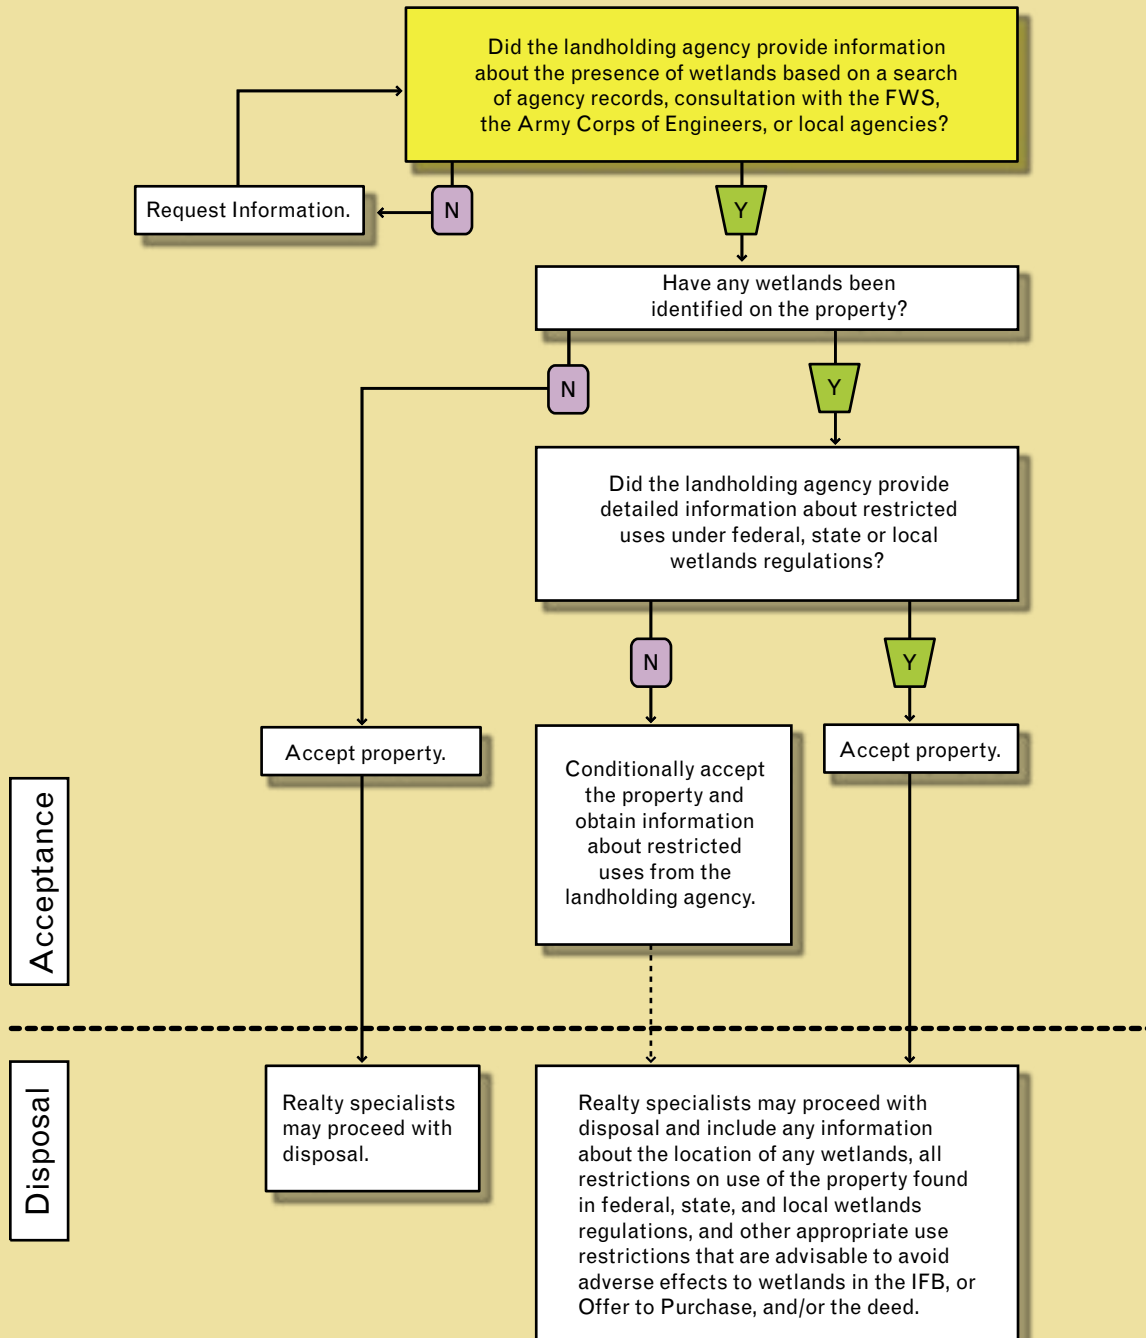 Did the landholding agency provide information
about the presence of wetlands based on a search
of agency records, consultation with the FWS,
the Army Corps of Engineers, or local agencies?
Request Information.
N
Y
Have any wetlands been
identified on the property?
N
Y
Did the landholding agency provide
detailed information about restricted
uses under federal, state or local
wetlands regulations?
N
Y
Accept property.
Conditionally accept
the property and
obtain information
about restricted
uses from the
landholding agency.
Accept property.
Acceptance
Disposal
Realty specialists
may proceed with
disposal.
Realty specialists may proceed with
disposal and include any information
about the location of any wetlands, all
restrictions on use of the property found
in federal, state, and local wetlands
regulations, and other appropriate use
restrictions that are advisable to avoid
adverse effects to wetlands in the IFB, or
Offer to Purchase, and/or the deed.